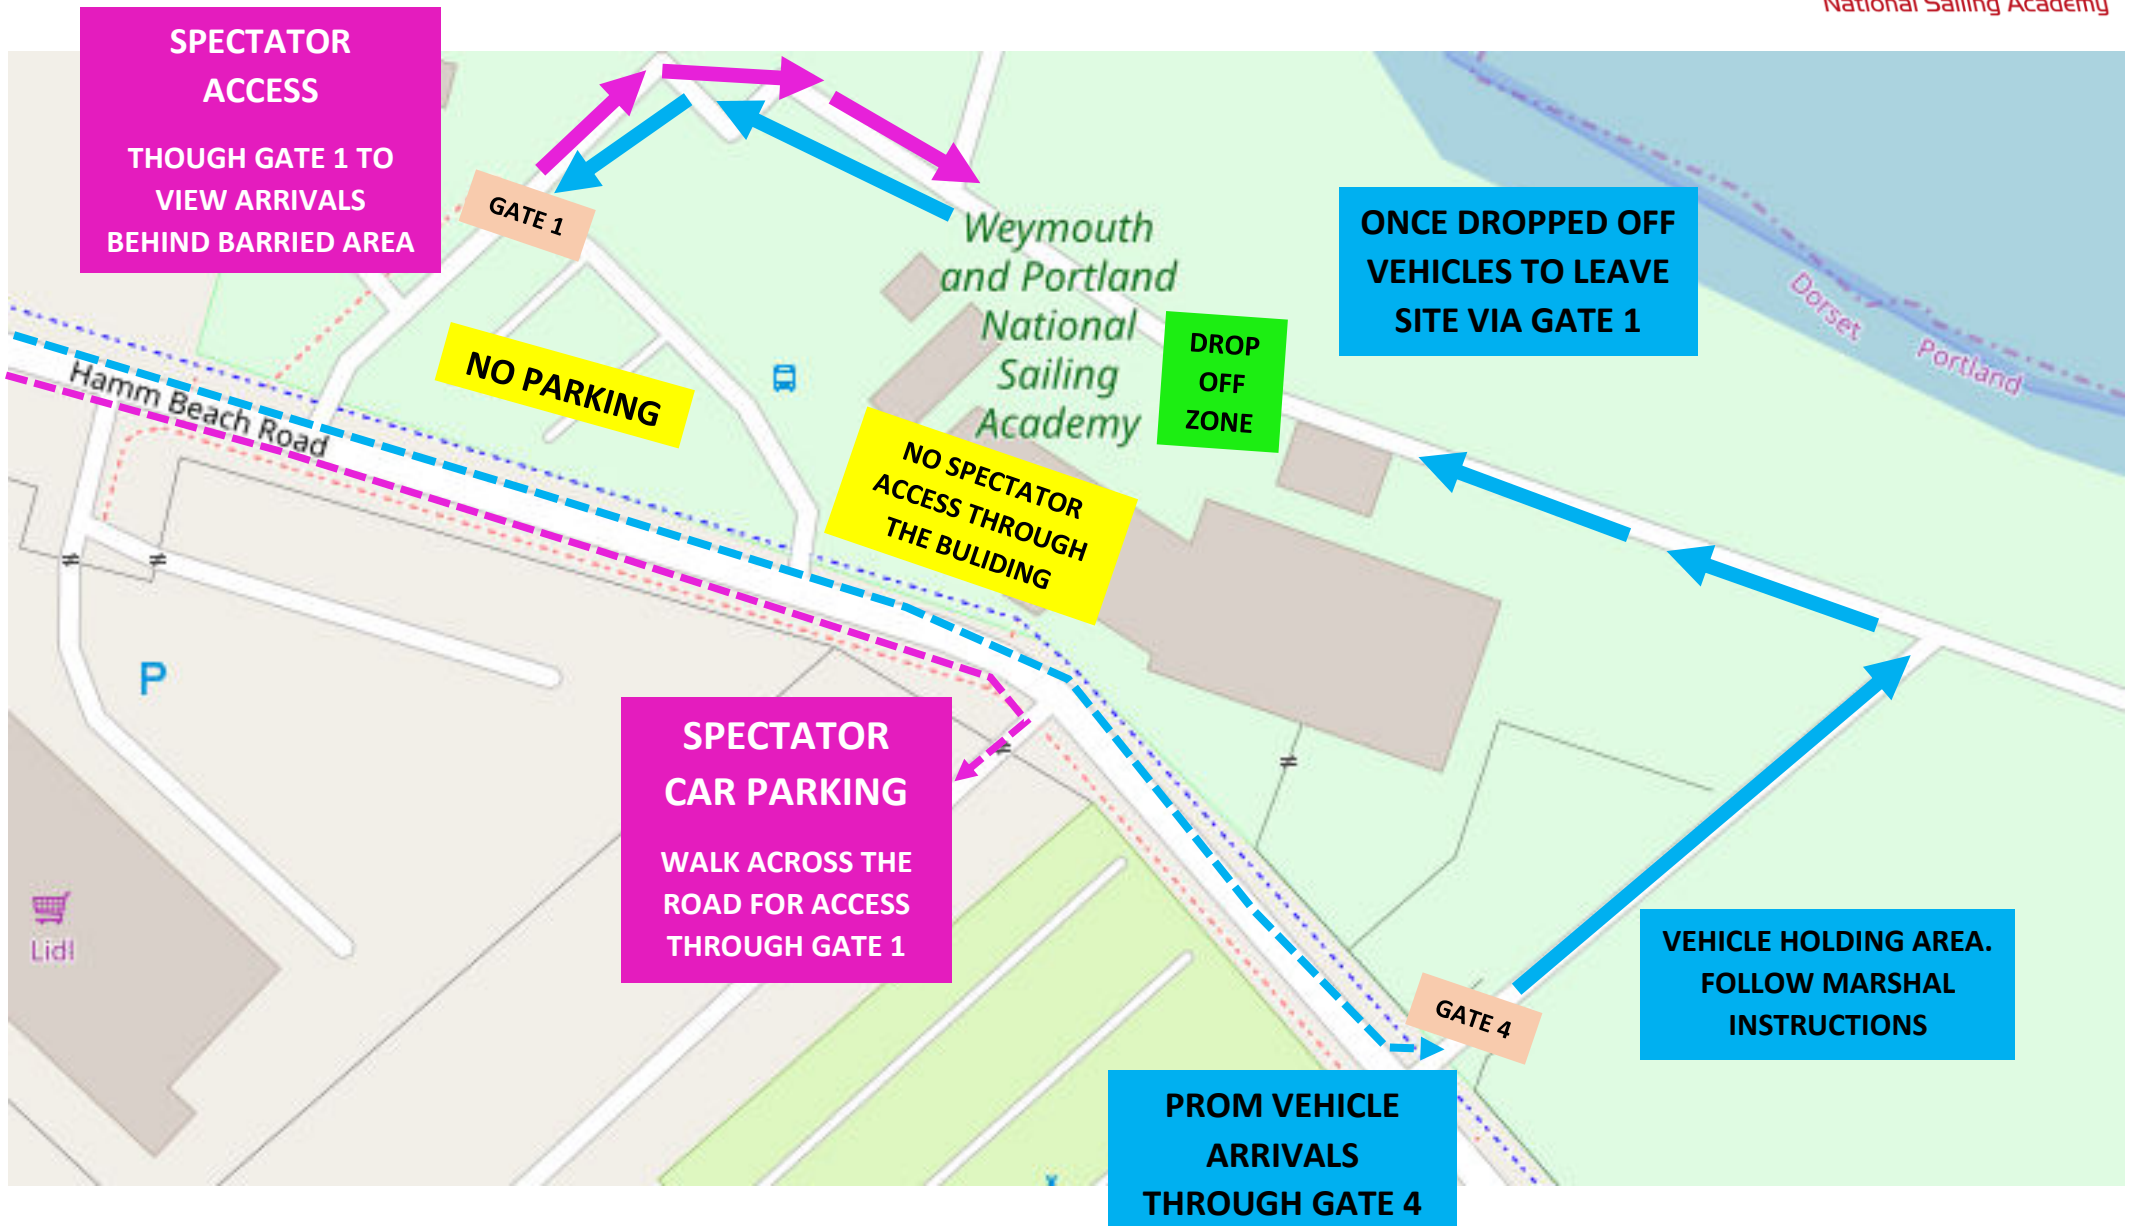 National Sailing Academy
SPECTATOR
ACCESS
THOUGH GATE 1 TO
VIEW ARRIVALS
BEHIND BARRIED AREA
GATE 1
Weymouth
and Portland
National
Sailing
Academy
ONCE DROPPED OFF
VEHICLES TO LEAVE
SITE VIA GATE 1
Dorset
Portland
DROP
OFF
ZONE
NO PARKING
Hamm Beach Road
NO SPECTATOR
ACCESS THROUGH
THE BULIDING
P
SPECTATOR
CAR PARKING
WALK ACROSS THE
ROAD FOR ACCESS
THROUGH GATE 1
Lidl
GATE 4
VEHICLE HOLDING AREA.
FOLLOW MARSHAL
INSTRUCTIONS
PROM VEHICLE
ARRIVALS
THROUGH GATE 4